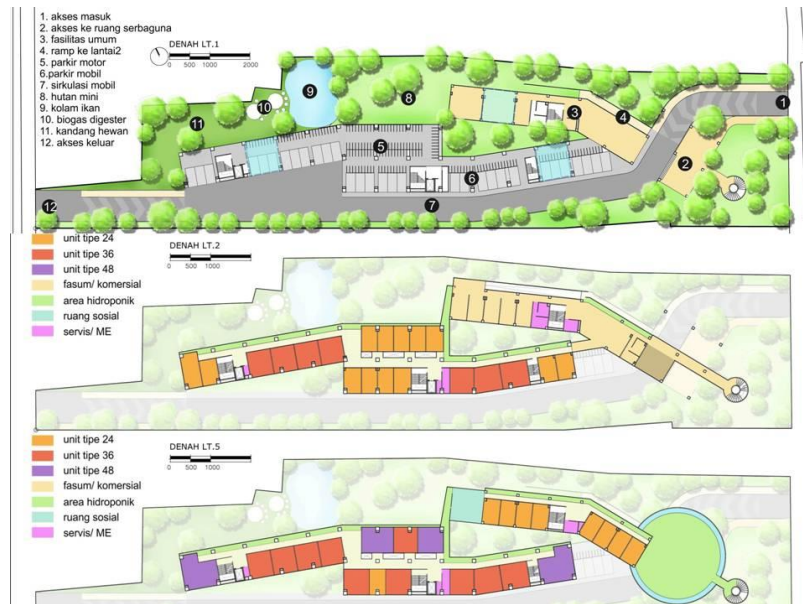 1. akses masuk
2. akses ke ruang serbaguna
3. fasilitas umum
4. ramp ke lantai2
5. parkir motor
6.parkir mobil
7. sirkulasi mobil
8. hutan mini
9. kolam ikan
10. biogas digester
11. kandang hewan
12. akses keluar
DENAH LT.1
0 500 1000 2000
1
2
3
4
5
6
7
8
9
10
11
12
unit tipe 24
unit tipe 36
unit tipe 48
fasum/ komersial
area hidroponik
ruang sosial
servis/ ME
DENAH LT.2
0 500 1000
unit tipe 24
unit tipe 36
unit tipe 48
fasum/ komersial
area hidroponik
ruang sosial
servis/ ME
DENAH LT.5
0 500 1000